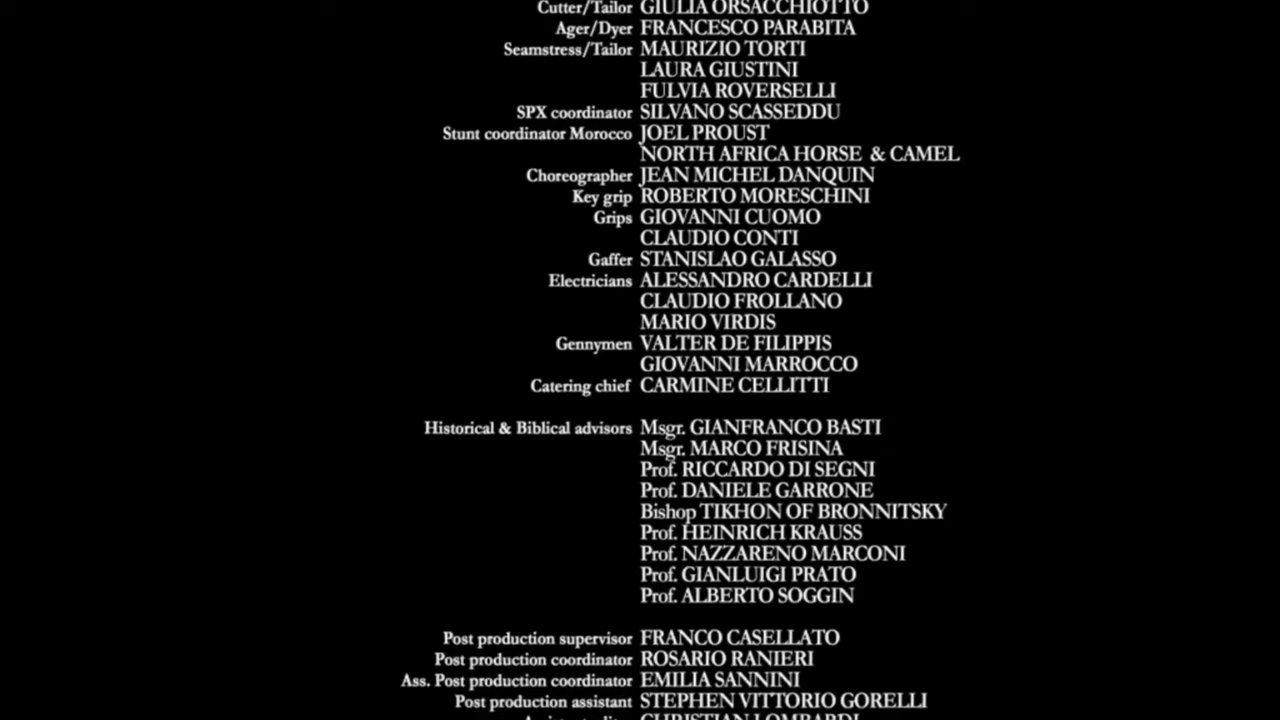 Cutter/Tailor GIULIA ORSACCHIOTTO
Ager/Dyer FRANCESCO PARABITA
Seamstress/Tailor MAURIZIO TORTI
LAURA GIUSTINI
FULVIA ROVERSELLI
SPX coordinator SILVANO SCASSEDDU
Stunt coordinator Morocco JOEL PROUST
NORTH AFRICA HORSE & CAMEL
Choreographer JEAN MICHEL DANQUIN
Key grip ROBERTO MORESCHINI
Grips GIOVANNI CUOMO
CLAUDIO CONTI
Gaffer STANISLAO GALASSO
Electricians ALESSANDRO CARDELLI
CLAUDIO FROLLANO
MARIO VIRDIS
Gennymen VALTER DE FILIPPIS
GIOVANNI MARROCCO
Catering chief CARMINE CELLITTI
Historical & Biblical advisors Msgr. GIANFRANCO BASTI
Msgr. MARCO FRISINA
Prof. RICCARDO DI SEGNI
Prof. DANIELE GARRONE
Bishop TIKHON OF BRONNITSKY
Prof. HEINRICH KRAUSS
Prof. NAZZARENO MARCONI
Prof. GIANLUIGI PRATO
Prof. ALBERTO SOGGIN
Post production supervisor FRANCO CASELLATO
Post production coordinator ROSARIO RANIERI
Ass. Post production coordinator EMILIA SANNINI
Post production assistant STEPHEN VITTORIO GORELLI
CHRISTIAN LOMBARDI